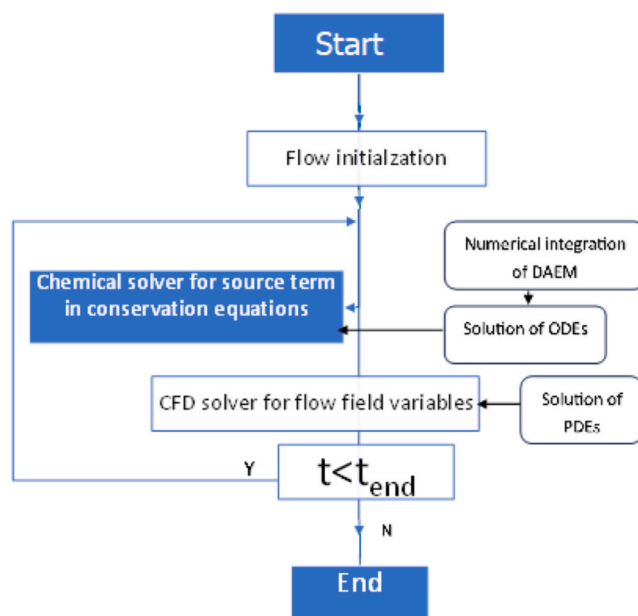 Start
Flow initialzation
Numerical integration
of DAEM
Chemical solver for source term
in conservation equations
Solution of ODEs
CFD solver for flow field variables
Solution of
PDEs
Y
t<t_end
N
End